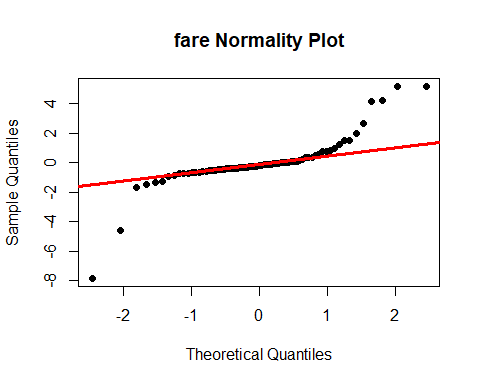 fare Normality Plot
Sample Quantiles
4
2
0
-2
-4
-6
-8
-2 -1 0 1 2
Theoretical Quantiles